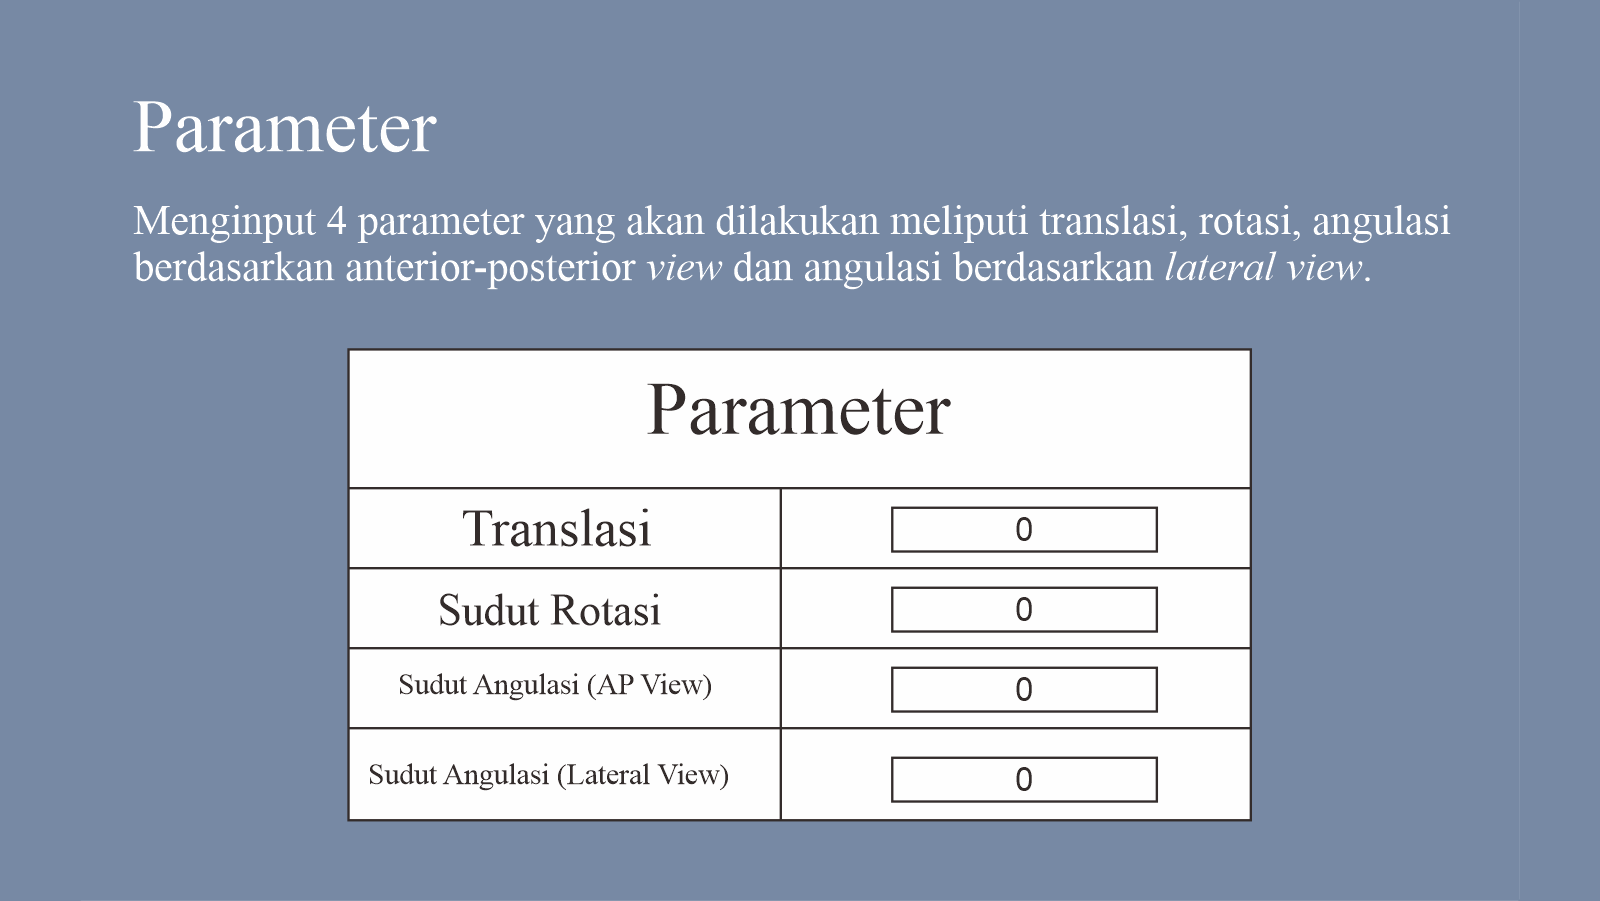 Parameter
Menginput 4 parameter yang akan dilakukan meliputi translasi, rotasi, angulasi
berdasarkan anterior-posterior view dan angulasi berdasarkan lateral view.
Parameter
Translasi 0
Sudut Rotasi 0
Sudut Angulasi (AP View) 0
Sudut Angulasi (Lateral View) 0